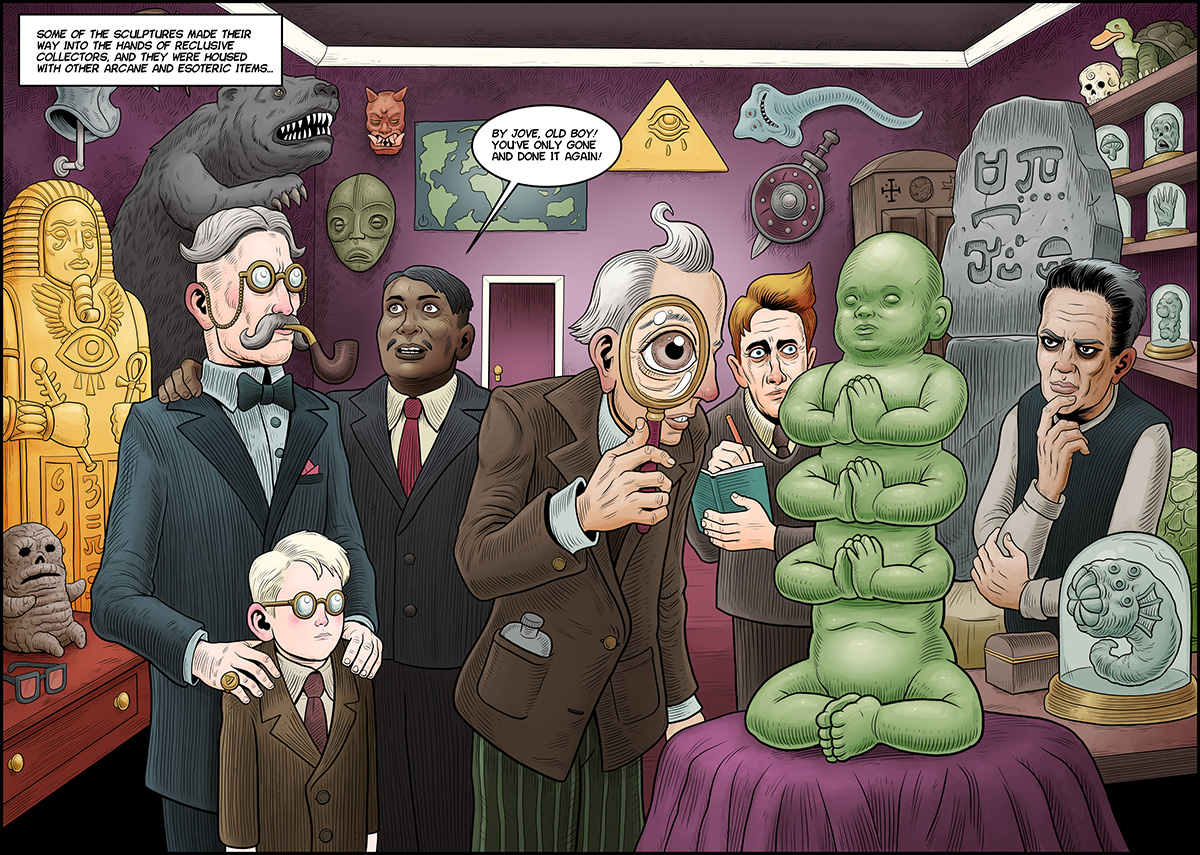 SOME OF THE SCULPTURES MADE THEIR
WAY INTO THE HANDS OF RECLUSIVE
COLLECTORS, AND THEY WERE HOUSED
WITH OTHER ARCANE AND ESOTERIC ITEMS...
BY JOVE, OLD BOY!
YOU'VE ONLY GONE
AND DONE IT AGAIN!